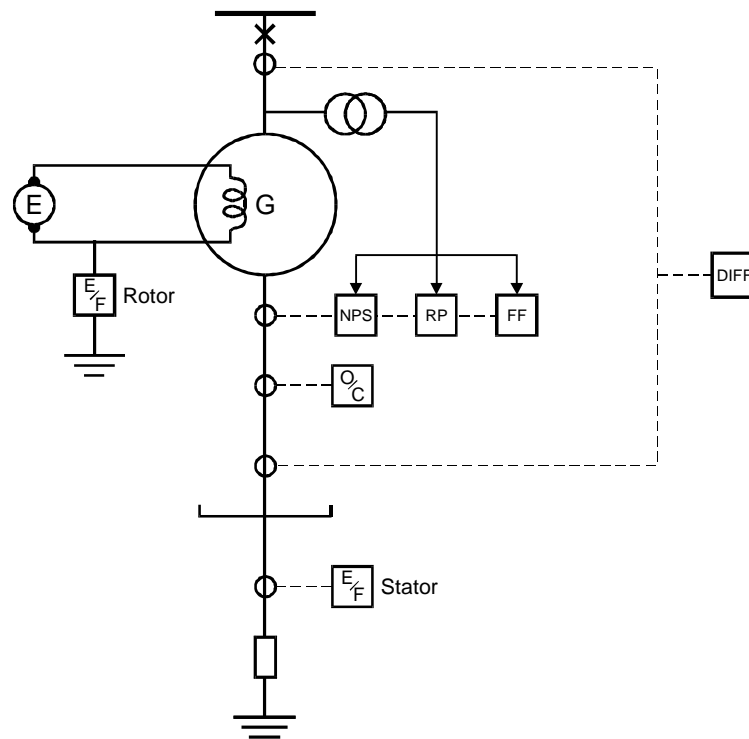 E
G
E/F Rotor
NPS
RP
FF
DIFF
O/C
E/F Stator